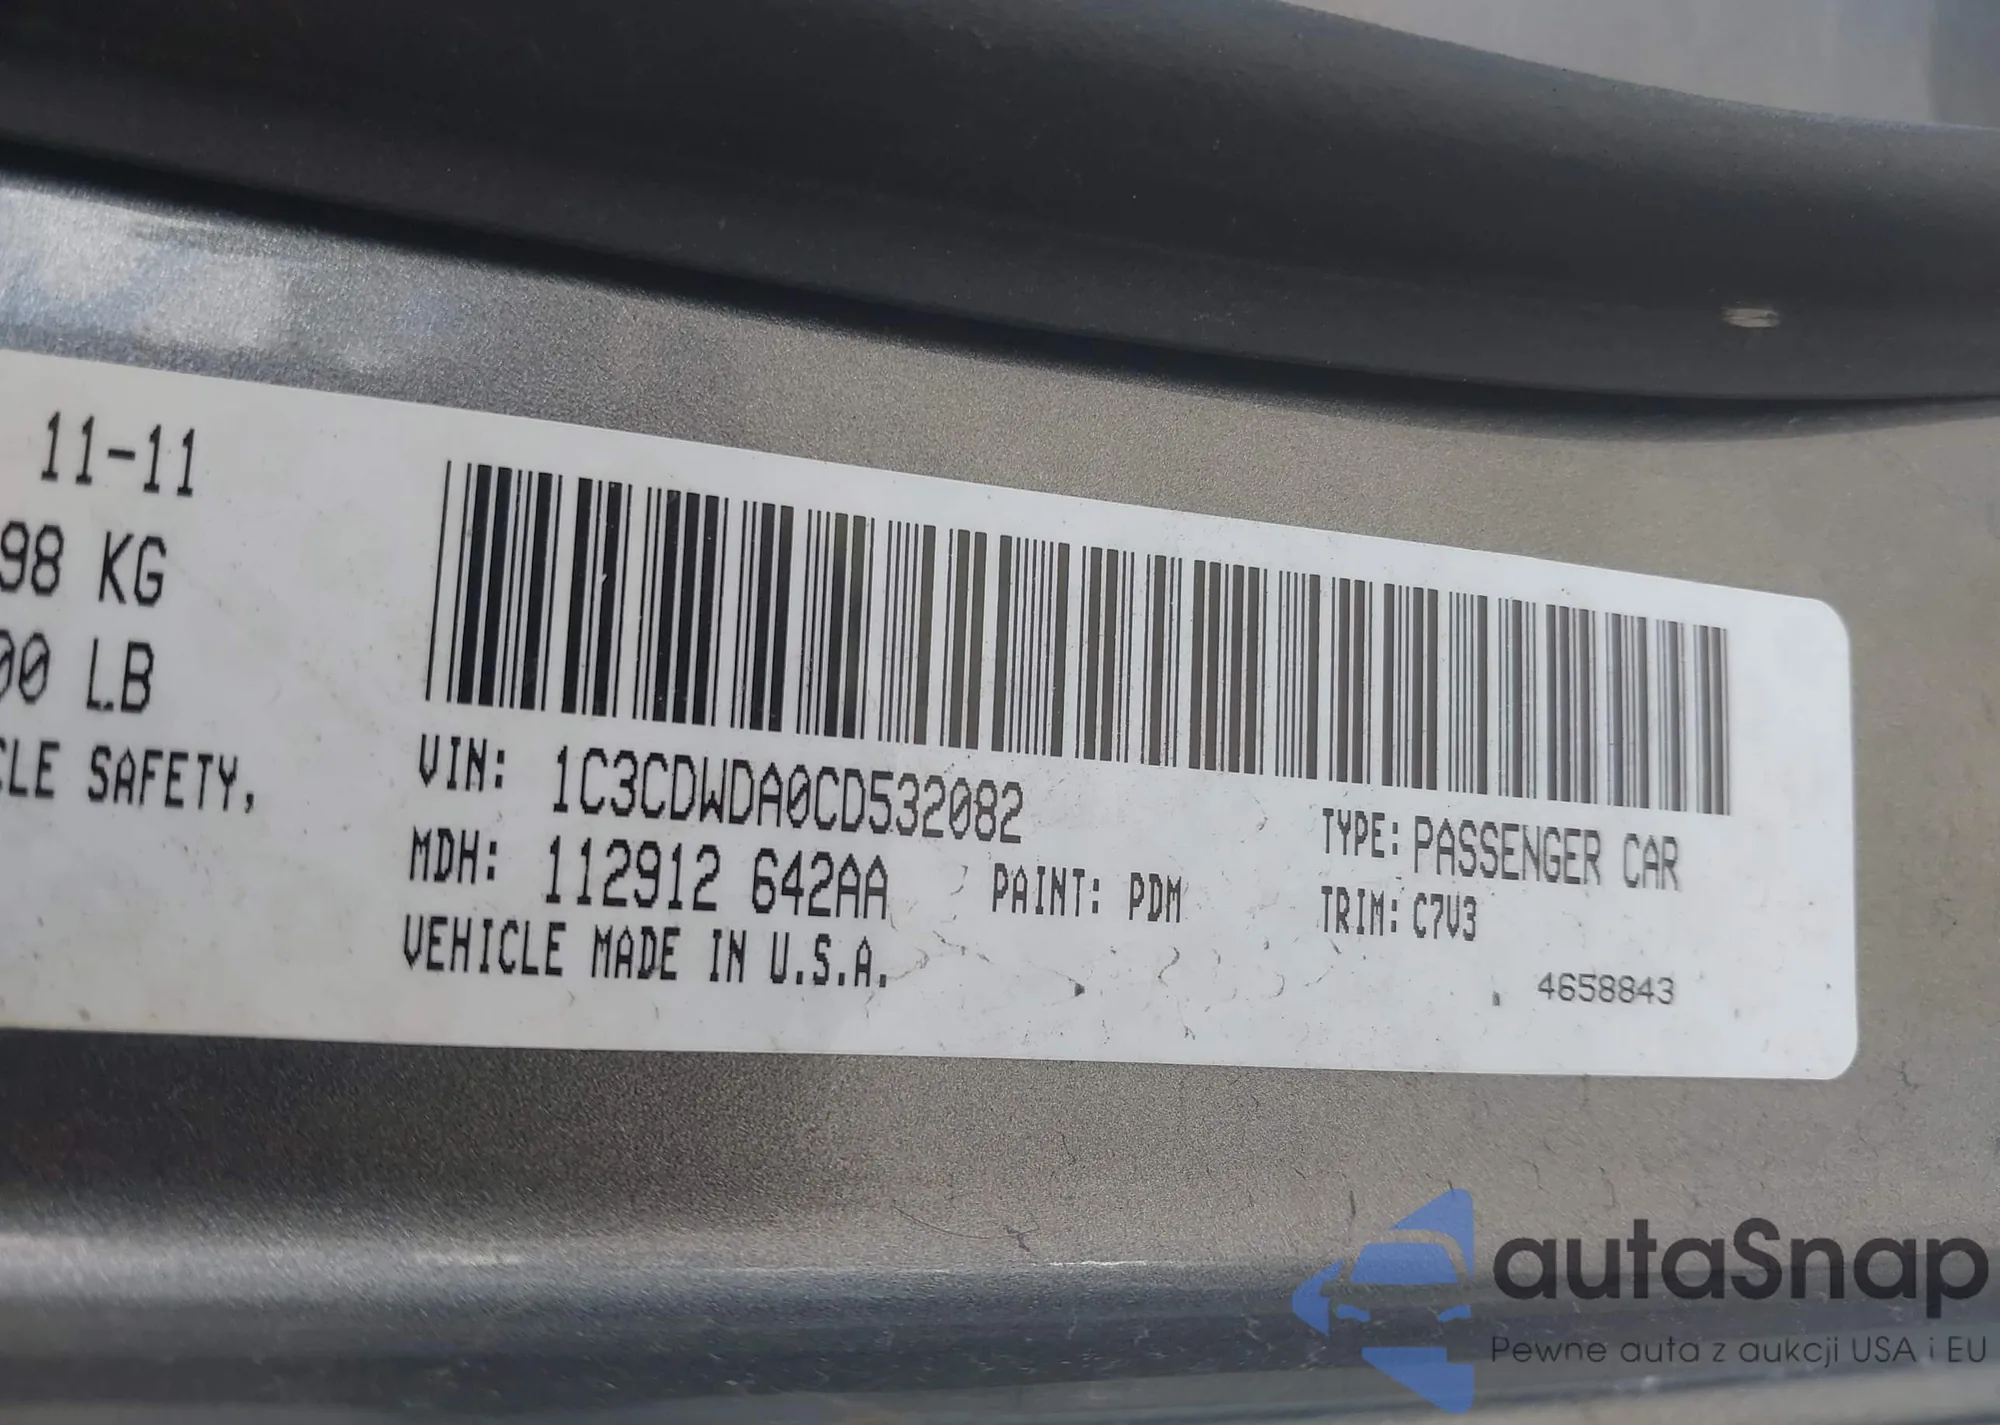 11-11
98 KG
00 LB
CLE SAFETY,
VIN: 1C3CDWDA0CD532082
MDH: 112912 642AA
PAINT: PDM
VEHICLE MADE IN U.S.A.
TYPE: PASSENGER CAR
TRIM: C7V3
4658843
autaSnap
Pewne auta z aukcji USA i EU